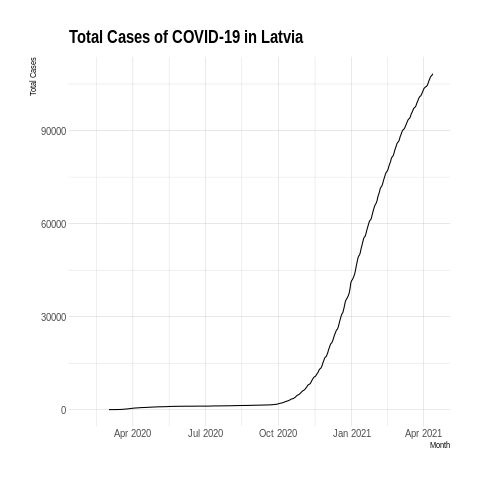 Total Cases of COVID-19 in Latvia
Total Cases
90000
60000
30000
0
Apr 2020 Jul 2020 Oct 2020 Jan 2021 Apr 2021
Month